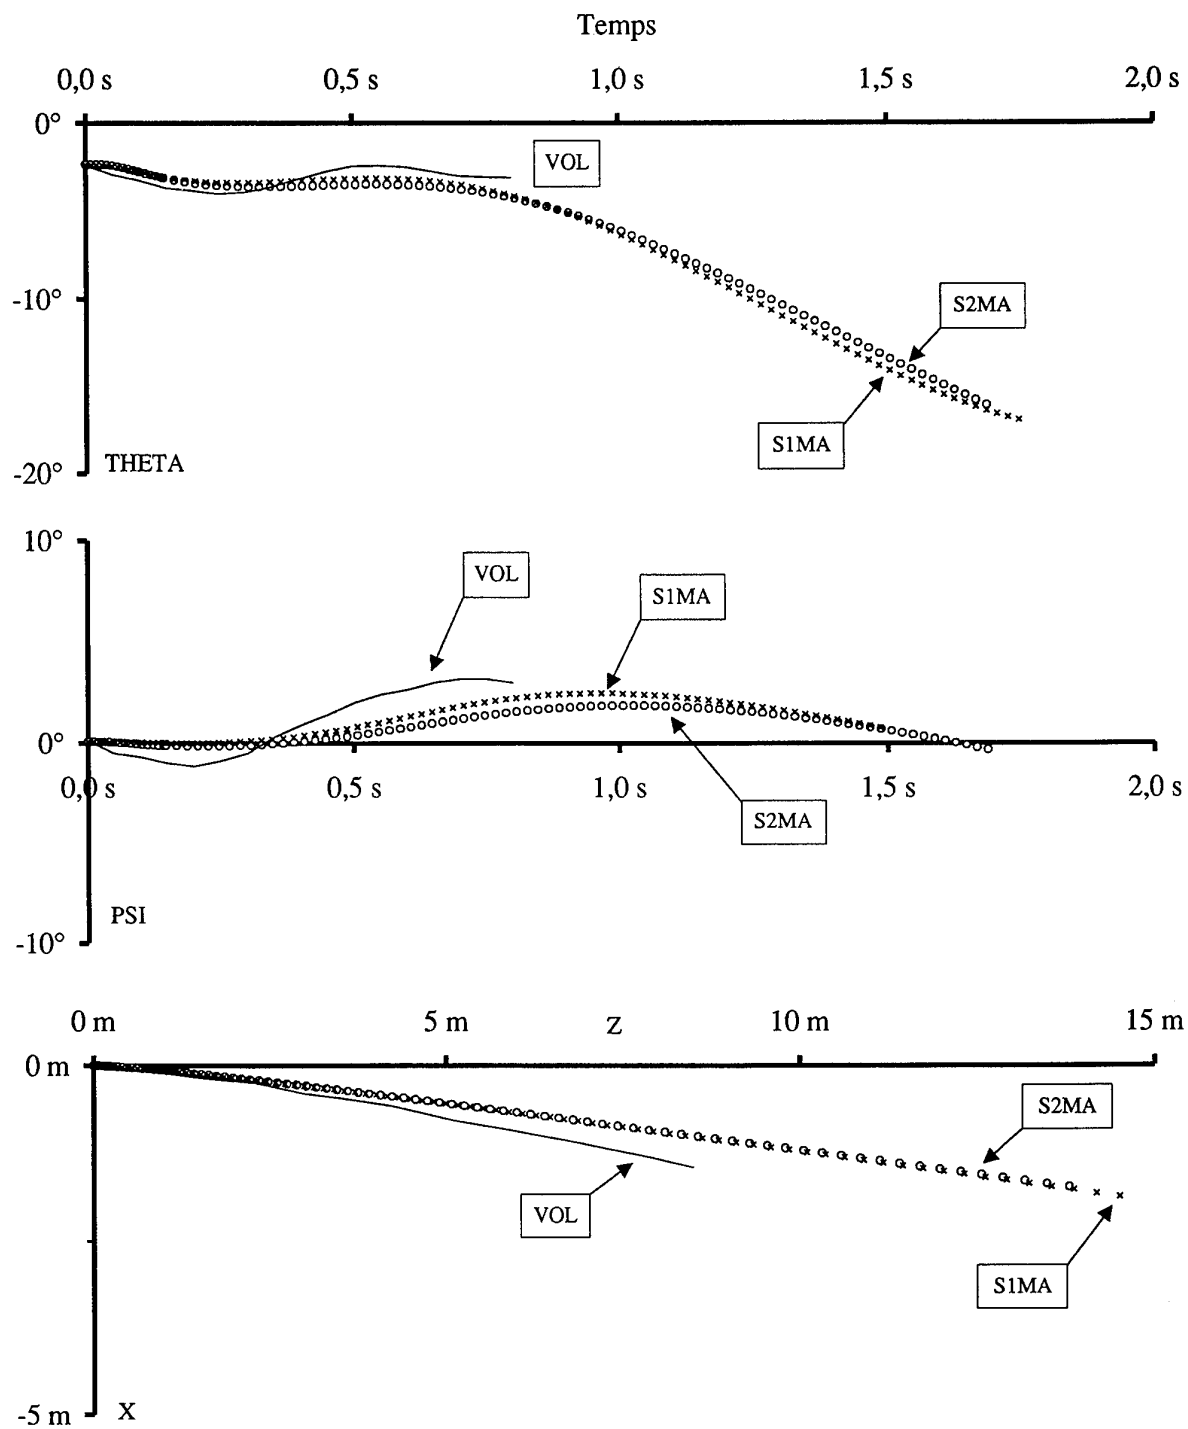 Temps
0,0 s 0,5 s 1,0 s 1,5 s 2,0 s
0°
VOL
-10°
S2MA
S1MA
-20° THETA
10°
VOL
S1MA
0°
0,0 s 0,5 s 1,0 s 1,5 s 2,0 s
S2MA
PSI
-10°
0 m 5 m Z 10 m 15 m
0 m
S2MA
VOL
S1MA
-5 m X